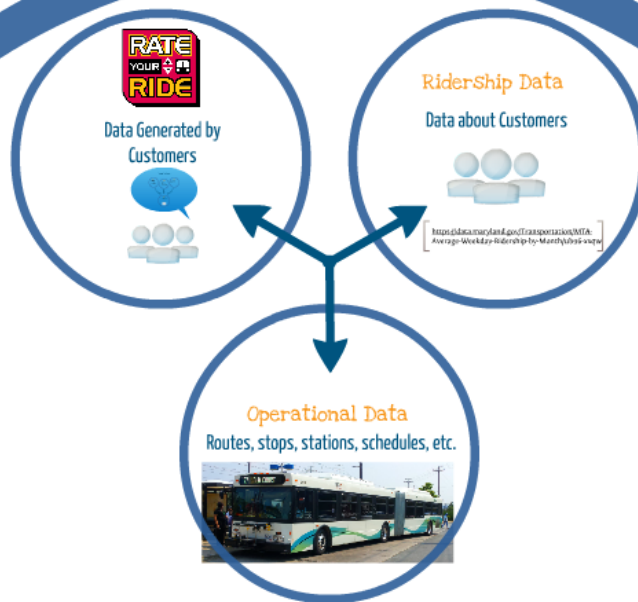 RATE
YOUR
RIDE
Data Generated by
Customers
Ridership Data
Data about Customers
https://data.maryland.gov/Transportation/MTA-
Average-Weekday-Ridership-by-Month/
Operational Data
Routes, stops, stations, schedules, etc.